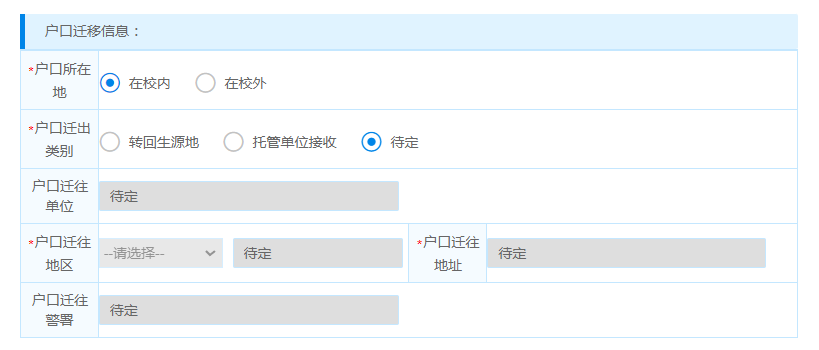 户口迁移信息：
*户口所在
地
在校内 在校外
*户口迁出
类别
转回生源地 托管单位接收 待定
户口迁往
单位
待定
*户口迁往
地区
--请选择-- 待定
*户口迁往
地址
待定
户口迁往
警署
待定